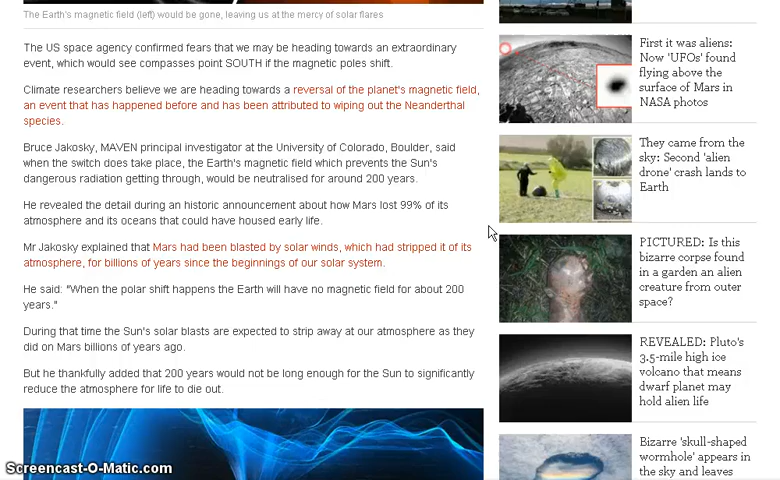 The Earth's magnetic field (left) would be gone, leaving us at the mercy of solar flares
The US space agency confirmed fears that we may be heading towards an extraordinary
event, which would see compasses point SOUTH if the magnetic poles shift.
Climate researchers believe we are heading towards a reversal of the planet's magnetic field,
an event that has happened before and has been attributed to wiping out the Neanderthal
species.
Bruce Jakosky, MAVEN principal investigator at the University of Colorado, Boulder, said
when the switch does take place, the Earth's magnetic field which prevents the Sun's
dangerous radiation getting through, would be neutralised for around 200 years.
He revealed the detail during an historic announcement about how Mars lost 99% of its
atmosphere and its oceans that could have housed early life.
Mr Jakosky explained that Mars had been blasted by solar winds, which had stripped it of its
atmosphere, for billions of years since the beginnings of our solar system.
He said: "When the polar shift happens the Earth will have no magnetic field for about 200
years."
During that time the Sun's solar blasts are expected to strip away at our atmosphere as they
did on Mars billions of years ago.
But he thankfully added that 200 years would not be long enough for the Sun to significantly
reduce the atmosphere for life to die out.
First it was aliens:
Now 'UFOs' found
flying above the
surface of Mars in
NASA photos
They came from the
sky: Second 'alien
drone' crash lands to
Earth
PICTURED: Is this
bizarre corpse found
in a garden an alien
creature from outer
space?
REVEALED: Pluto's
3.5-mile high ice
volcano that means
dwarf planet may
hold alien life
Bizarre 'skull-shaped
wormhole' appears in
the sky and leaves
Screencast-O-Matic.com